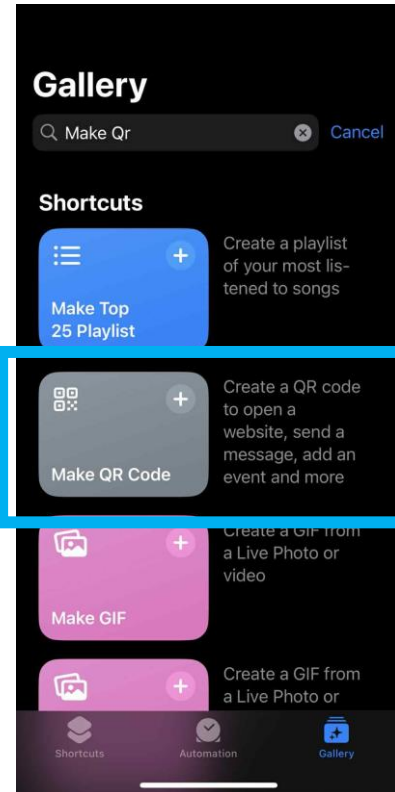 Gallery
Make Qr
Cancel
Shortcuts
Make Top
25 Playlist
Create a playlist
of your most lis-
tened to songs
Make QR Code
Create a QR code
to open a
website, send a
message, add an
event and more
Make GIF
Create a GIF from
a Live Photo or
video
Create a GIF from
a Live Photo or
Shortcuts
Automation
Gallery